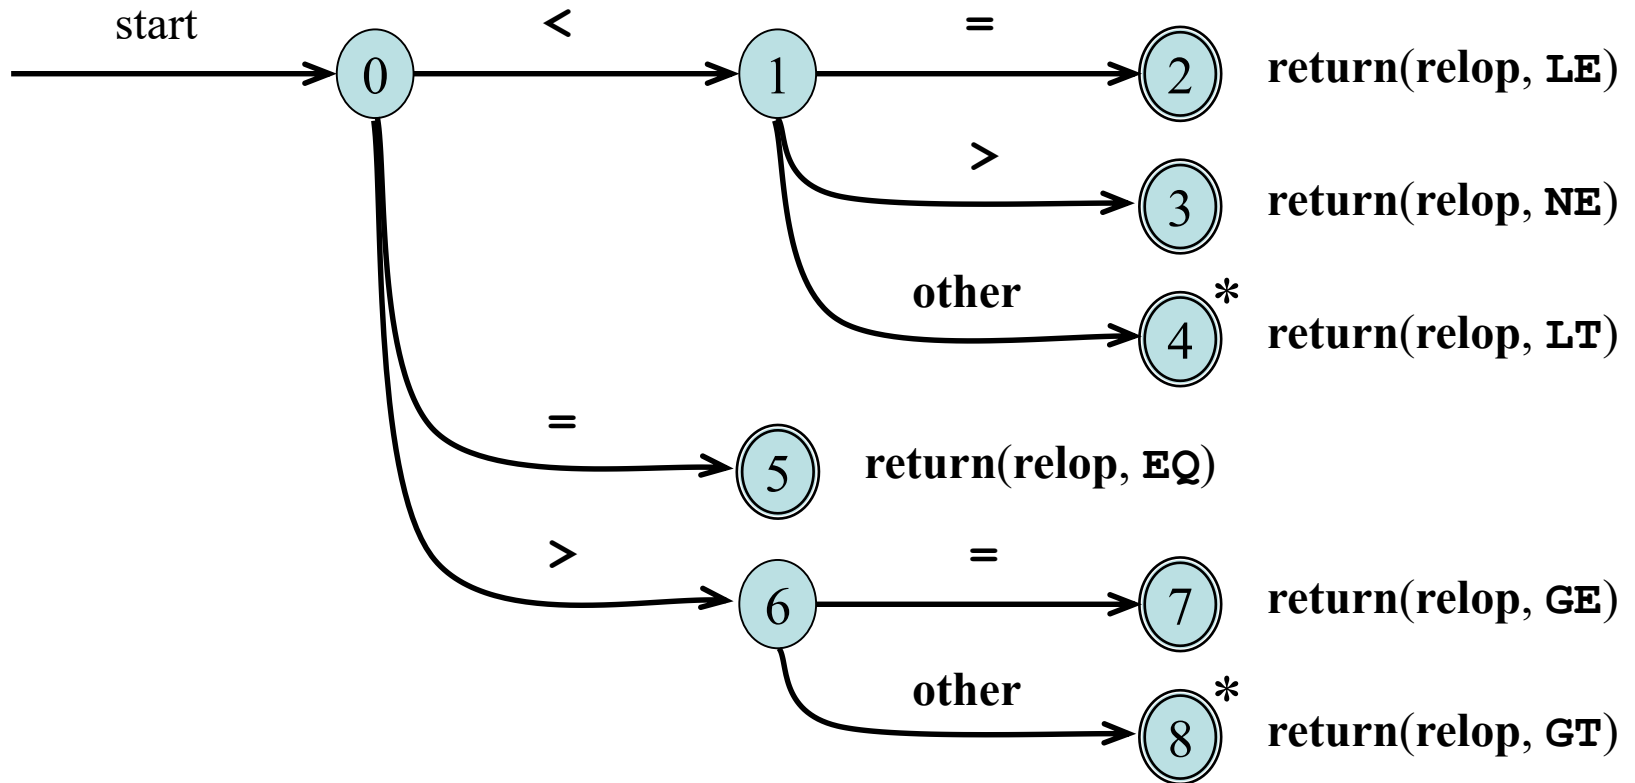 start < =
0 1 2 return(relop, LE)
>
3 return(relop, NE)
other
4 * return(relop, LT)
=
5 return(relop, EQ)
> =
6 7 return(relop, GE)
other
8 * return(relop, GT)